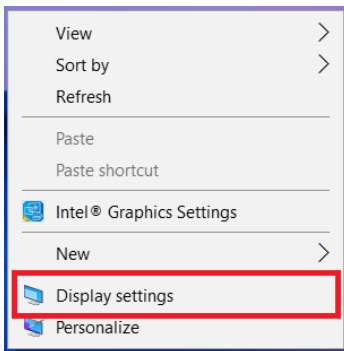 View
Sort by
Refresh
Paste
Paste shortcut
Intel® Graphics Settings
New
Display settings
Personalize